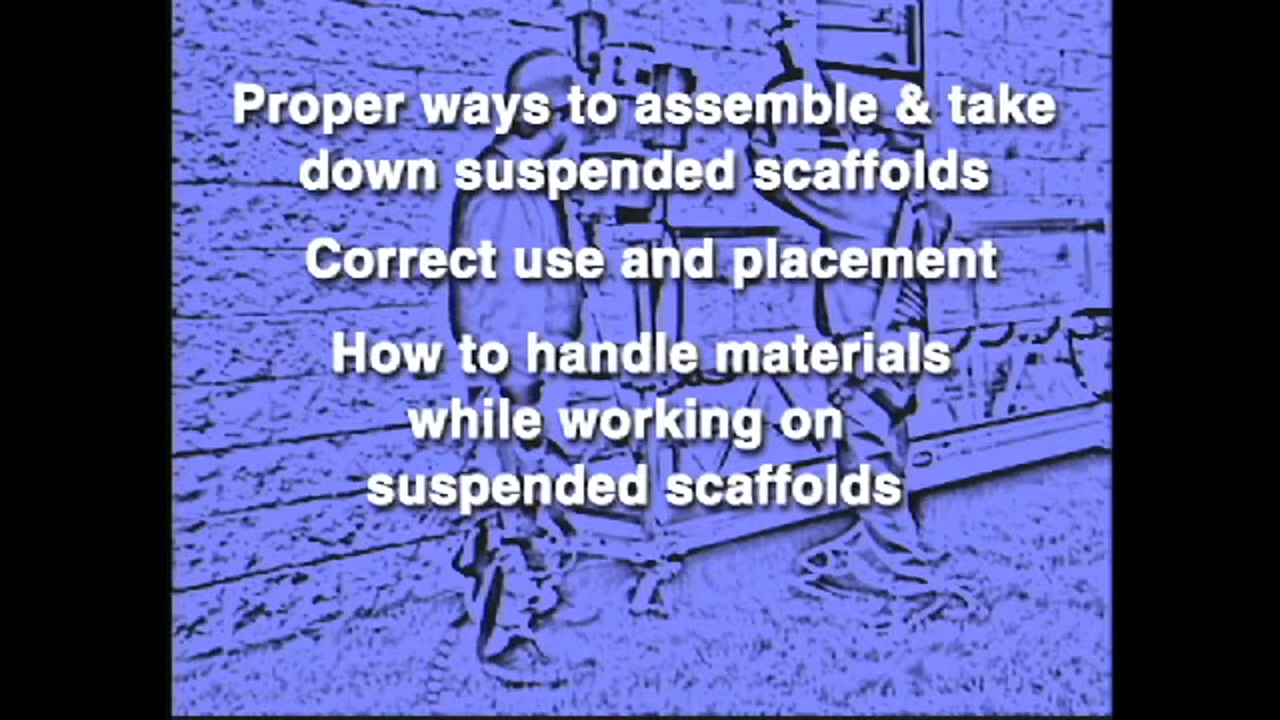 Proper ways to assemble & take
down suspended scaffolds
Correct use and placement
How to handle materials
while working on
suspended scaffolds